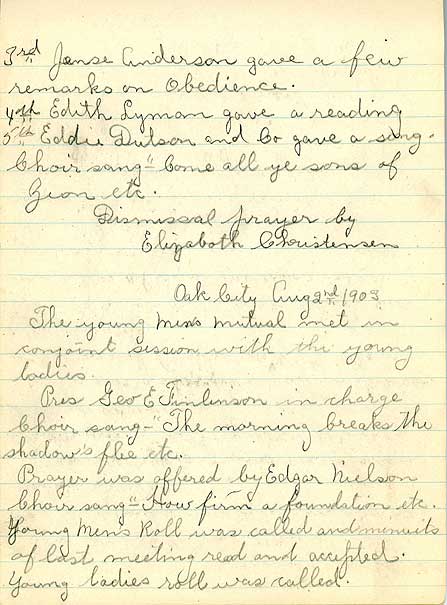 3rd Jense Anderson gave a few
remarks on Obedience.
4th Edith Lyman gave a reading
5th Eddie Dutson and Co gave a song.
Choir sang "Come all ye sons of
Zion etc.
Dismissal prayer by
Elizabeth Christensen
Oak City Aug 2nd 1903
The young men's mutual met in
conjoint session with the young
ladies.
Pres Geo E Finlinson in charge
Choir sang "The morning breaks the
shadow's flee etc.
Prayer was offered by Edgar Nielson
Choir sang "How firm a foundation etc.
Young Men's Roll was called and minuits
of last meeting read and accepted.
Young ladies roll was called.